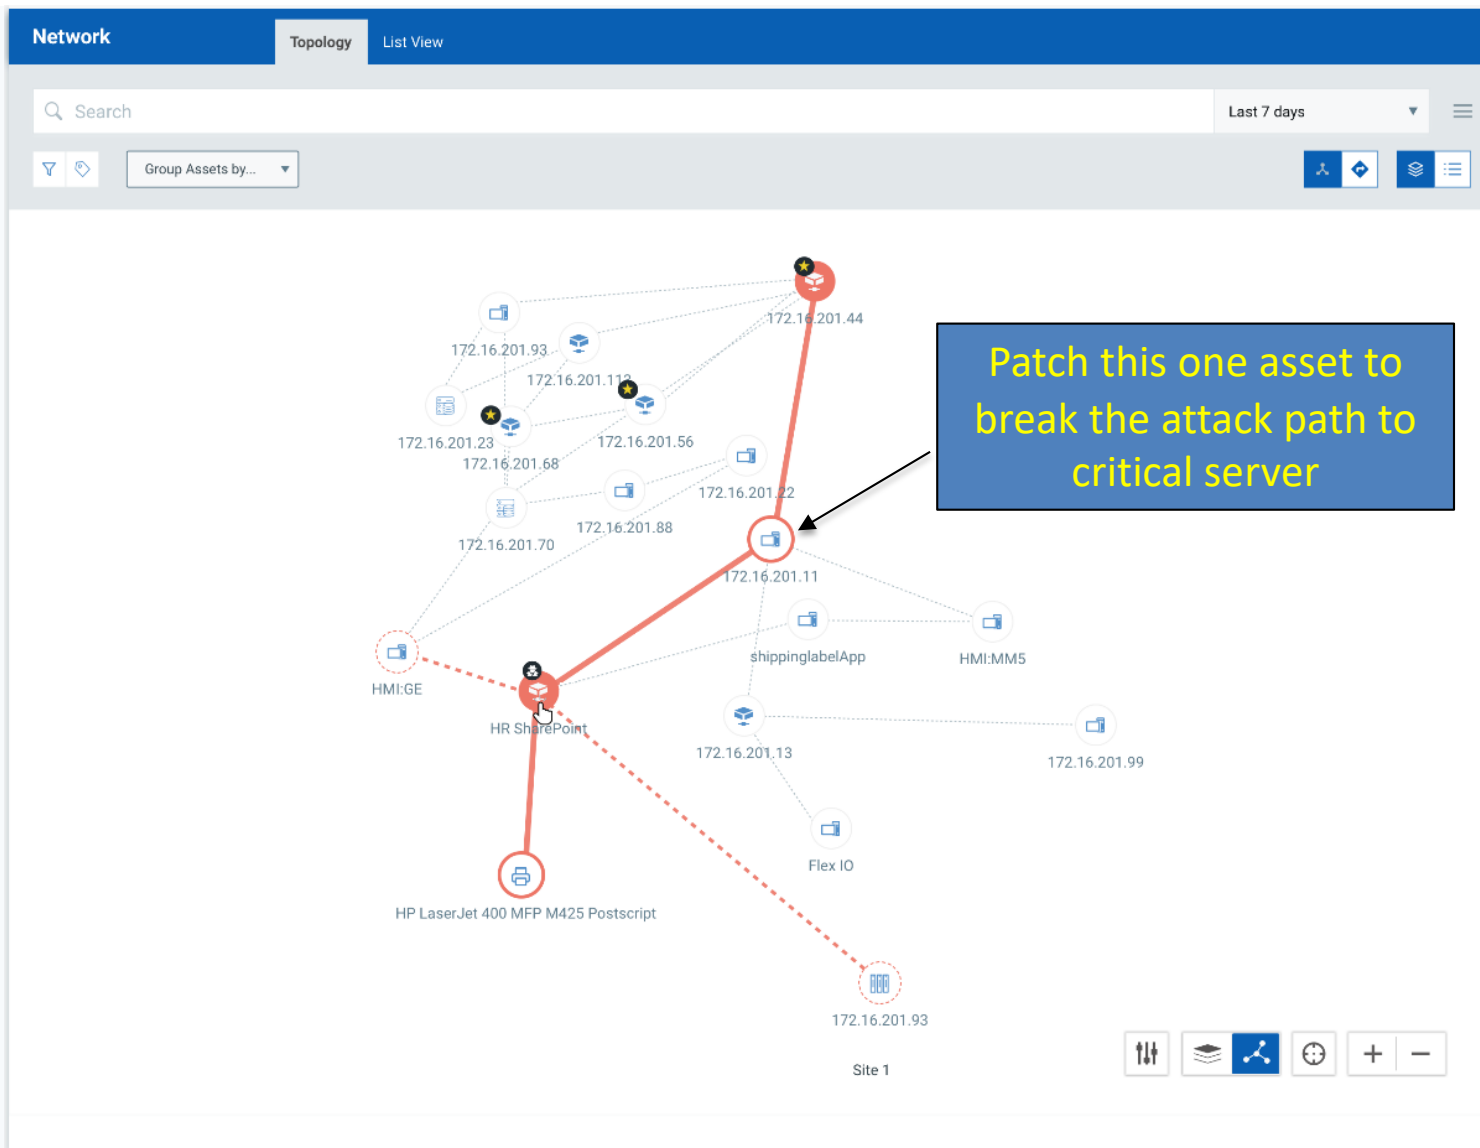 Network
Topology
List View
Search
Last 7 days
Group Assets by...
172.16.201.44
172.16.201.93
172.16.201.112
172.16.201.23
172.16.201.56
172.16.201.68
172.16.201.22
172.16.201.88
172.16.201.70
Patch this one asset to
break the attack path to
critical server
172.16.201.11
shippinglabelApp
HMI:MM5
HMI:GE
HR SharePoint
172.16.201.13
172.16.201.99
Flex IO
HP LaserJet 400 MFP M425 Postscript
172.16.201.93
Site 1